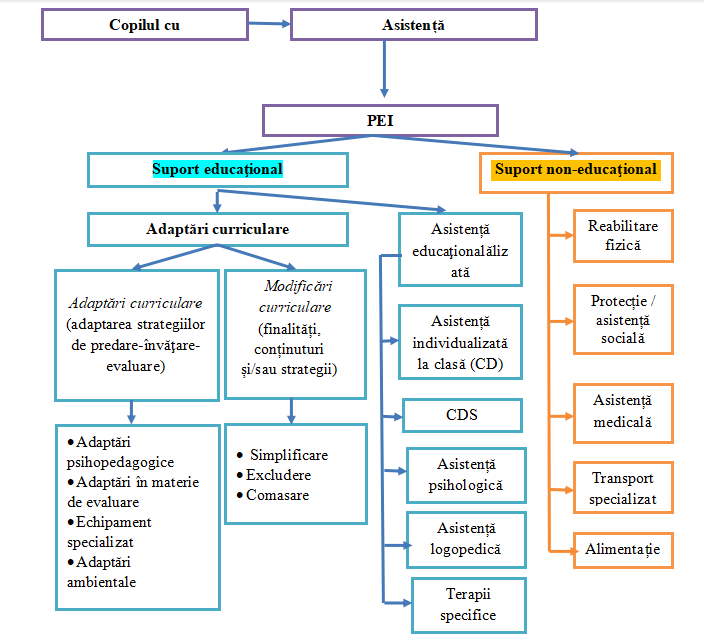 Copilul cu
Asistență
PEI
Suport educațional
Suport non-educațional
Adaptări curriculare
Adaptări curriculare
(adaptarea strategiilor
de predare-învățare-
evaluare)
Modificări
curriculare
(finalități,
conținuturi
și/sau strategii)
• Adaptări
psihopedagogice
• Adaptări în materie
de evaluare
• Echipament
specializat
• Adaptări
ambientale
• Simplificare
• Excludere
• Comasare
Asistență
educaționalăliz
ată
Asistență
individualizată
la clasă (CD)
CDS
Asistență
psihologică
Asistență
logopedică
Terapii
specifice
Reabilitare
fizică
Protecție /
asistență
socială
Asistență
medicală
Transport
specializat
Alimentație